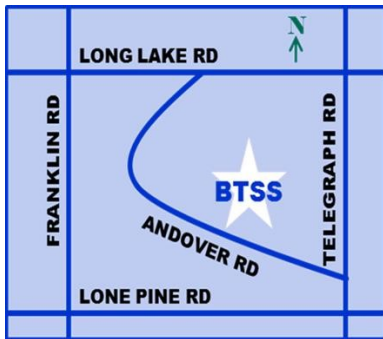 N
LONG LAKE RD
FRANKLIN RD
TELEGRAPH RD
BTSS
ANDOVER RD
LONE PINE RD